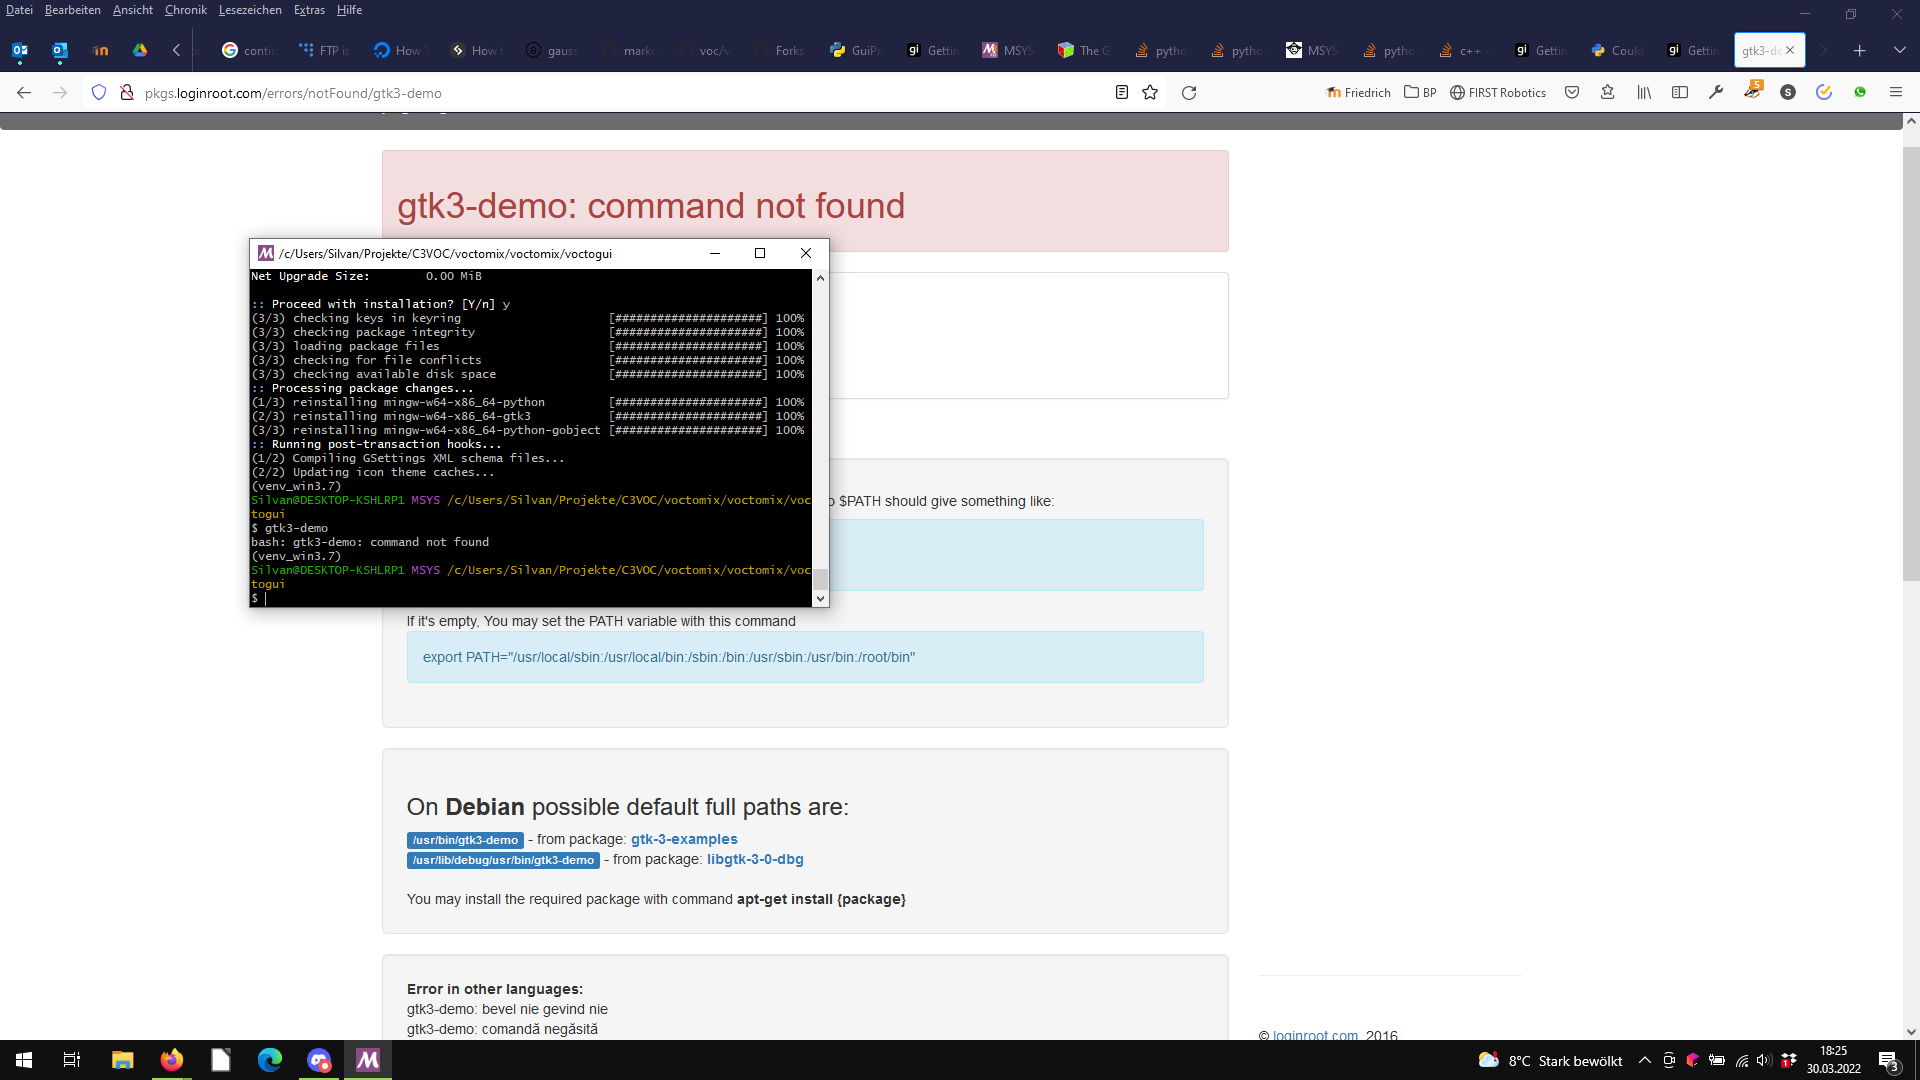 Datei Bearbeiten Ansicht Chronik Lesezeichen Extras Hilfe
contin FTP is How How t gauss marko voc/v Forks GuiPr Gettin MSYS The G pytho pytho MSYS pytho c++ - Gettin Could Gettin gtk3-de
pkgs.loginroot.com/errors/notFound/gtk3-demo
Friedrich BP FIRST Robotics 5 S
gtk3-demo: command not found
/c/Users/Silvan/Projekte/C3VOC/voctomix/voctomix/voctogui
Net Upgrade Size: 0.00 MiB
:: Proceed with installation? [Y/n] y
(3/3) checking keys in keyring [#####################] 100%
(3/3) checking package integrity [#####################] 100%
(3/3) loading package files [#####################] 100%
(3/3) checking for file conflicts [#####################] 100%
(3/3) checking available disk space [#####################] 100%
:: Processing package changes...
(1/3) reinstalling mingw-w64-x86_64-python [#####################] 100%
(2/3) reinstalling mingw-w64-x86_64-gtk3 [#####################] 100%
(3/3) reinstalling mingw-w64-x86_64-python-gobject [#####################] 100%
:: Running post-transaction hooks...
(1/2) Compiling GSettings XML schema files...
(2/2) Updating icon theme caches...
(venv_win3.7)
Silvan@DESKTOP-KSHLRP1 MSYS /c/Users/Silvan/Projekte/C3VOC/voctomix/voctomix/voc
togui
$ gtk3-demo
bash: gtk3-demo: command not found
(venv_win3.7)
Silvan@DESKTOP-KSHLRP1 MSYS /c/Users/Silvan/Projekte/C3VOC/voctomix/voctomix/voc
togui
$
$PATH should give something like:
If it's empty, You may set the PATH variable with this command
export PATH="/usr/local/sbin:/usr/local/bin:/sbin:/bin:/usr/sbin:/usr/bin:/root/bin"
On Debian possible default full paths are:
/usr/bin/gtk3-demo - from package: gtk-3-examples
/usr/lib/debug/usr/bin/gtk3-demo - from package: libgtk-3-0-dbg
You may install the required package with command apt-get install {package}
Error in other languages:
gtk3-demo: bevel nie gevind nie
gtk3-demo: comandă negăsită
© loginroot.com, 2016
8°C Stark bewölkt
18:25
30.03.2022
3